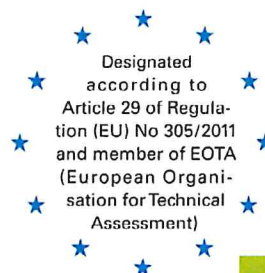 Designated
according to
Article 29 of Regula-
tion (EU) No 305/2011
and member of EOTA
(European Organi-
sation for Technical
Assessment)